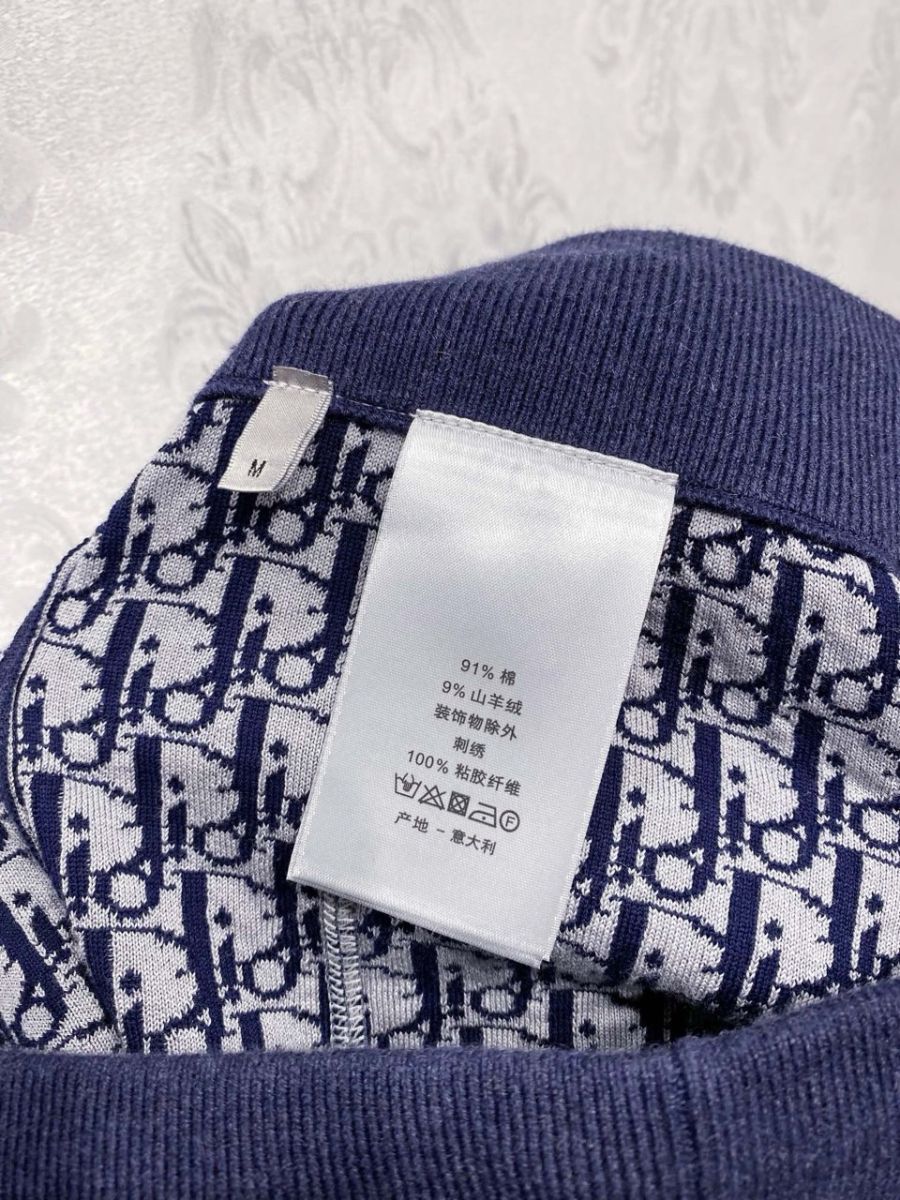 M
91% 棉
9% 山羊绒
装饰物除外
刺绣
100% 粘胶纤维
F
产地 - 意大利